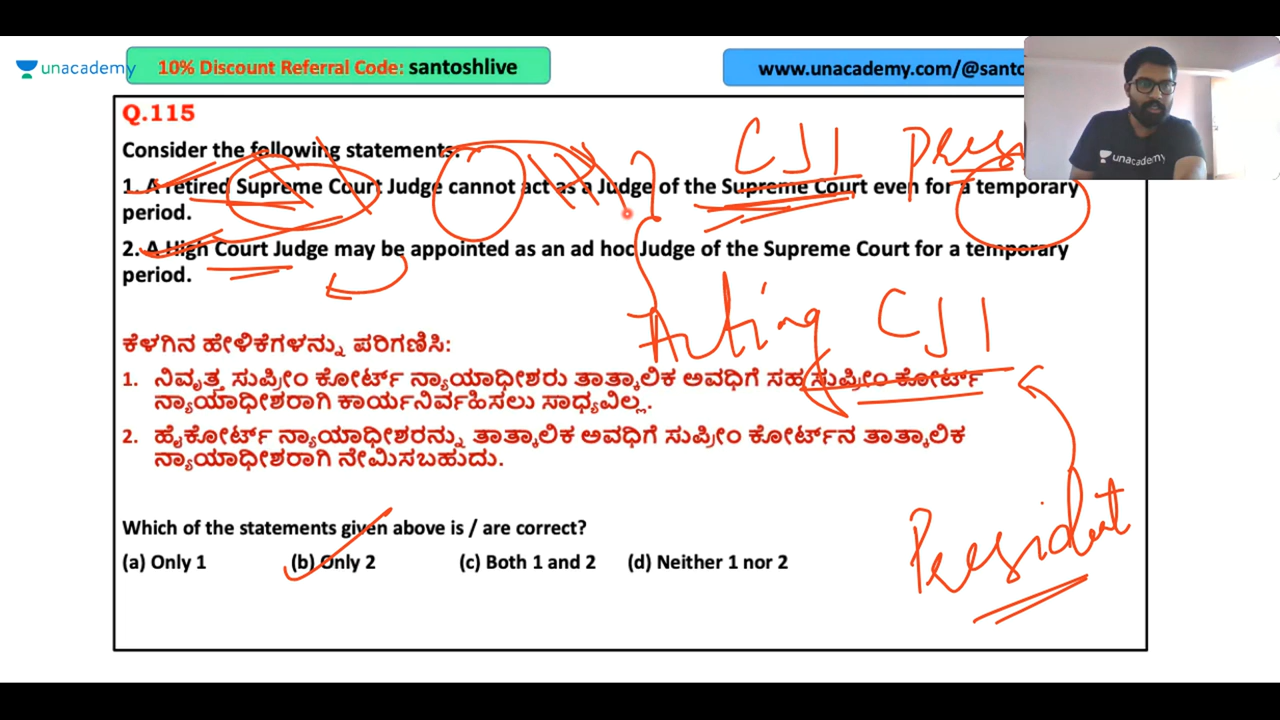 unacademy
10% Discount Referral Code: santoshlive
www.unacademy.com/@santo
Q.115
Consider the following statements:
CJI
1. A retired Supreme Court Judge cannot act as a Judge of the Supreme Court even for a temporary
period.
2. A High Court Judge may be appointed as an ad hoc Judge of the Supreme Court for a temporary
period.
Acting CJI
ಕೆಳಗಿನ ಹೇಳಿಕೆಗಳನ್ನು ಪರಿಗಣಿಸಿ:
1. ನಿವೃತ್ತ ಸುಪ್ರೀಂ ಕೋರ್ಟ್ ನ್ಯಾಯಾಧೀಶರು ತಾತ್ಕಾಲಿಕ ಅವಧಿಗೆ ಸಹ ಸುಪ್ರೀಂ ಕೋರ್ಟ್
ನ್ಯಾಯಾಧೀಶರಾಗಿ ಕಾರ್ಯನಿರ್ವಹಿಸಲು ಸಾಧ್ಯವಿಲ್ಲ.
2. ಹೈಕೋರ್ಟ್ ನ್ಯಾಯಾಧೀಶರನ್ನು ತಾತ್ಕಾಲಿಕ ಅವಧಿಗೆ ಸುಪ್ರೀಂ ಕೋರ್ಟ್‌ನ ತಾತ್ಕಾಲಿಕ
ನ್ಯಾಯಾಧೀಶರಾಗಿ ನೇಮಿಸಬಹುದು.
President
Which of the statements given above is / are correct?
(a) Only 1 (b) Only 2 (c) Both 1 and 2 (d) Neither 1 nor 2
unacademy